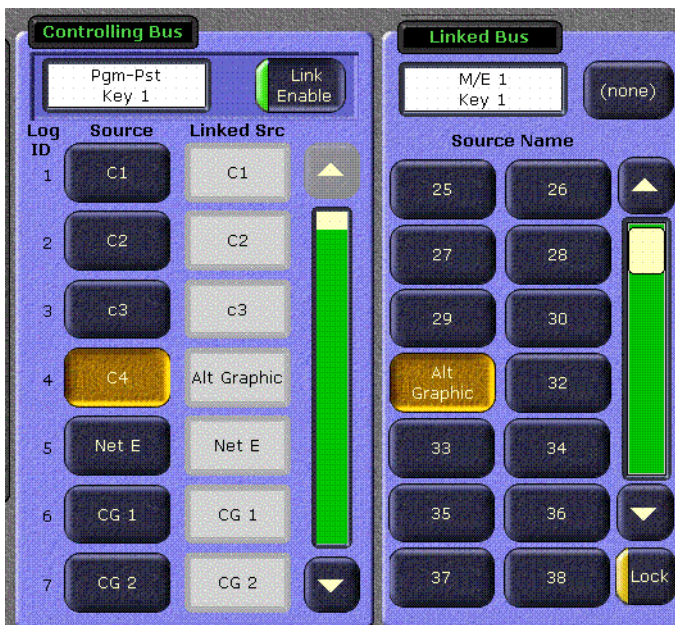 Controlling Bus
Pgm-Pst
Key 1
Link
Enable
Log
ID
Source
Linked Src
1
C1
C1
2
C2
C2
3
c3
c3
4
C4
Alt Graphic
5
Net E
Net E
6
CG 1
CG 1
7
CG 2
CG 2
Linked Bus
M/E 1
Key 1
(none)
Source Name
25
26
27
28
29
30
Alt
Graphic
32
33
34
35
36
37
38
Lock